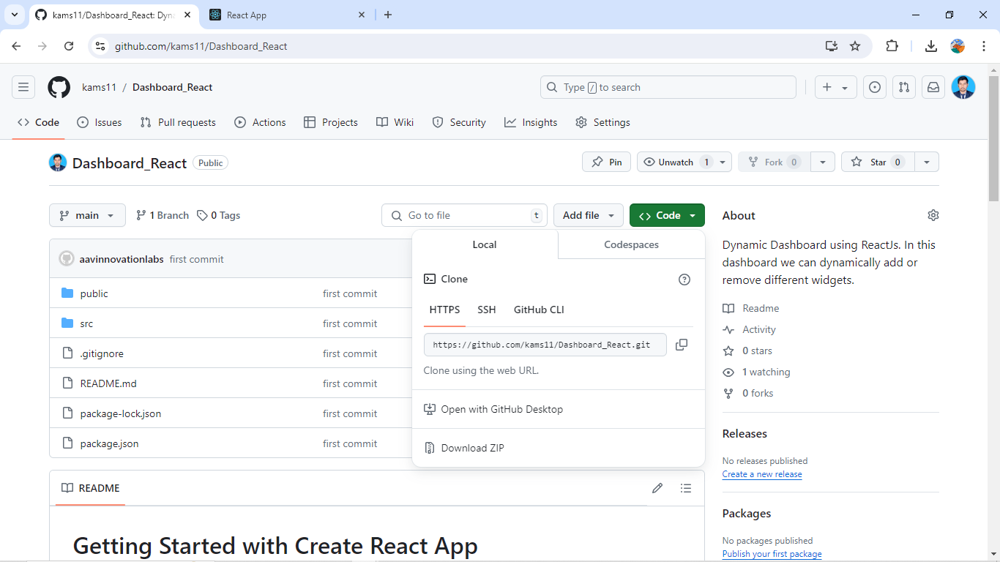 kams11/Dashboard_React: Dyn
React App
github.com/kams11/Dashboard_React
kams11 / Dashboard_React
Type / to search
Code Issues Pull requests Actions Projects Wiki Security Insights Settings
Dashboard_React Public
Pin Unwatch 1 Fork 0 Star 0
main 1 Branch 0 Tags Go to file t Add file Code
About
Local Codespaces
Dynamic Dashboard using ReactJs. In this
dashboard we can dynamically add or
remove different widgets.
aavinnovationlabs first commit
Clone
public first commit
HTTPS SSH GitHub CLI
Readme
src first commit
Activity
https://github.com/kams11/Dashboard_React.git
0 stars
.gitignore first commit
Clone using the web URL.
1 watching
README.md first commit
0 forks
Open with GitHub Desktop
package-lock.json first commit
Releases
package.json first commit
Download ZIP
No releases published
Create a new release
README
Packages
No packages published
Publish your first package
Getting Started with Create React App